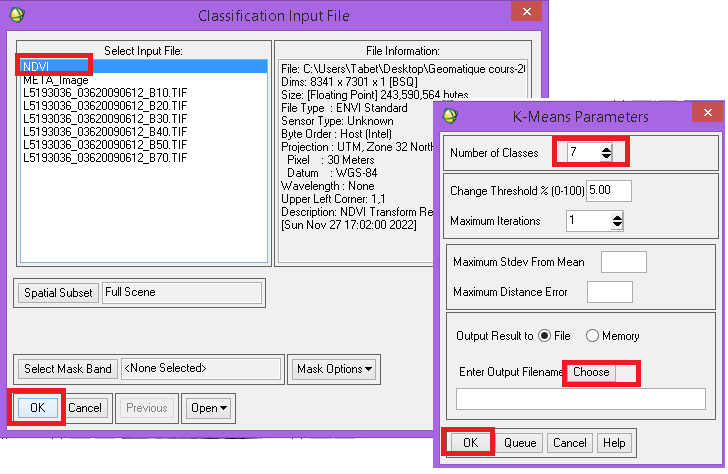 Classification Input File
Select Input File:
NDVI
META_Image
L5193036_03620090612_B10.TIF
L5193036_03620090612_B20.TIF
L5193036_03620090612_B30.TIF
L5193036_03620090612_B40.TIF
L5193036_03620090612_B50.TIF
L5193036_03620090612_B70.TIF
File Information:
File: C:\Users\Tabet\Desktop\Geomatique cours-20
Dims: 8341 x 7301 x 1 [BSQ]
Size: [Floating Point] 243,590,564 bytes
File Type : ENVI Standard
Sensor Type: Unknown
Byte Order : Host (Intel)
Projection : UTM, Zone 32 North
Pixel : 30 Meters
Datum : WGS-84
Wavelength : None
Upper Left Corner: 1,1
Description: NDVI Transform Re
[Sun Nov 27 17:02:00 2022]
Spatial Subset Full Scene
Select Mask Band <None Selected> Mask Options
OK Cancel Previous Open
K-Means Parameters
Number of Classes 7
Change Threshold % (0-100) 5.00
Maximum Iterations 1
Maximum Stdev From Mean
Maximum Distance Error
Output Result to File Memory
Enter Output Filename Choose
OK Queue Cancel Help